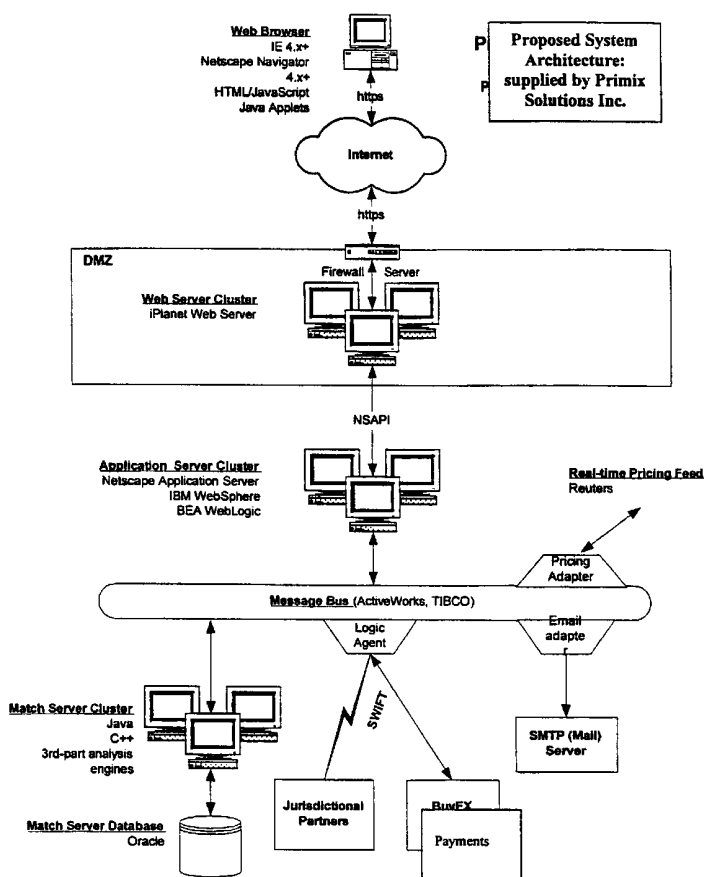 Web Browser
IE 4.x+
Netscape Navigator
4.x+
HTML/JavaScript
Java Applets
P
P
Proposed System
Architecture:
supplied by Primix
Solutions Inc.
https
Internet
https
DMZ
Firewall Server
Web Server Cluster
iPlanet Web Server
NSAPI
Application Server Cluster
Netscape Application Server
IBM WebSphere
BEA WebLogic
Real-time Pricing Feed
Reuters
Pricing
Adapter
Message Bus (ActiveWorks, TIBCO)
Logic
Agent
Email
adapte
r
Match Server Cluster
Java
C++
3rd-part analysis
engines
SWIFT
SMTP (Mail)
Server
Jurisdictional
Partners
BuyFX
Payments
Match Server Database
Oracle